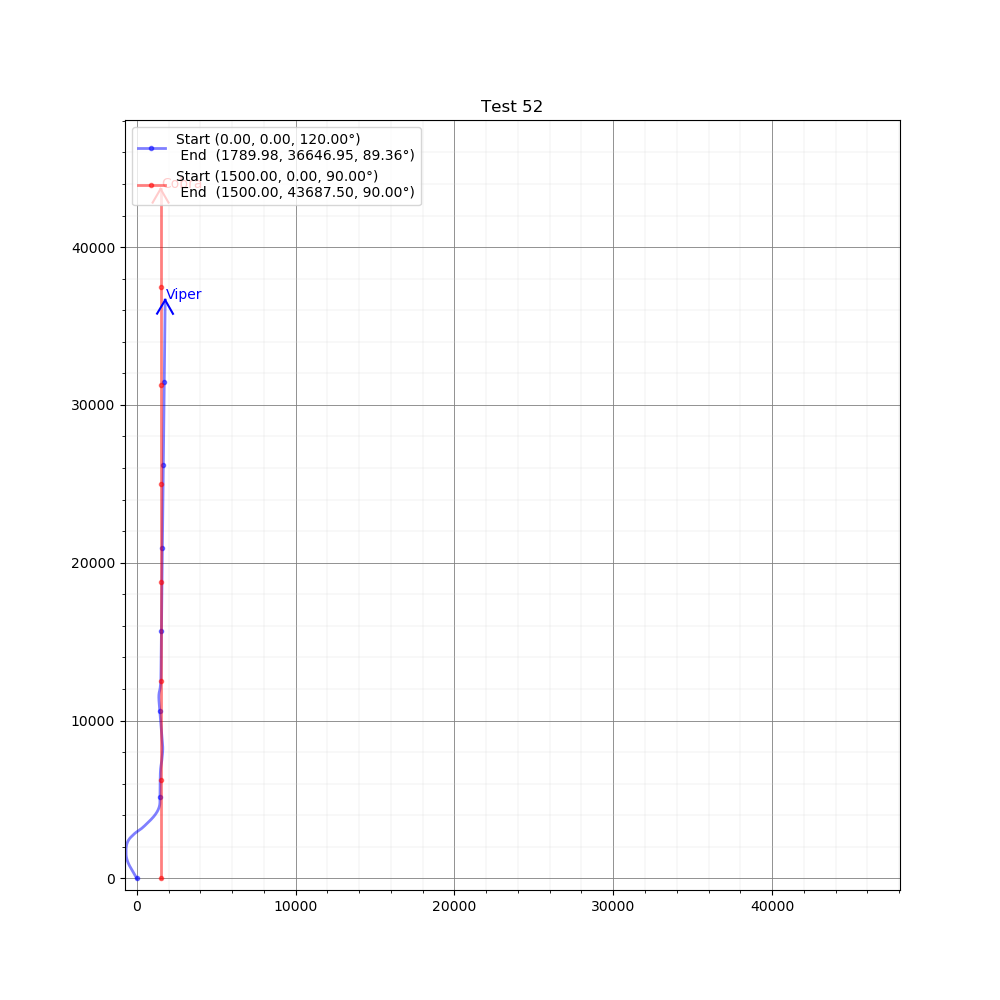 Test 52
Start (0.00, 0.00, 120.00°)
End (1789.98, 36646.95, 89.36°)
Start (1500.00, 0.00, 90.00°)
End (1500.00, 43687.50, 90.00°)
Viper
40000
30000
20000
10000
0
0 10000 20000 30000 40000